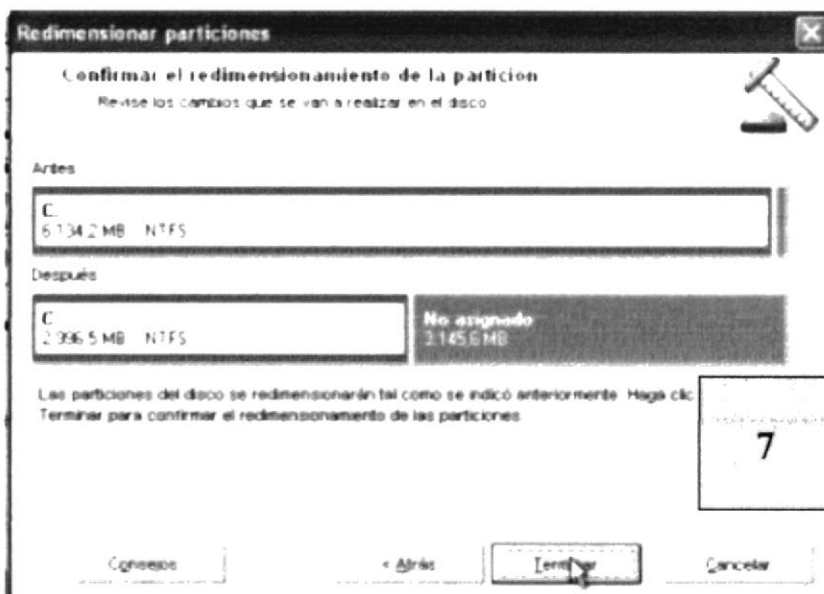 Redimensionar particiones
Confirmar el redimensionamiento de la particion
Revise los cambios que se van a realizar en el disco
Antes
C.
6.134,2 MB NTFS
Después
C
2.996.5 MB NTFS
No asignado
3.145,6 MB
Las particiones del disco se redimensionarán tal como se indicó anteriormente. Haga clic
Terminar para confirmar el redimensionamiento de las particiones
7
Consejos
< Atrás
Terminar
Cancelar